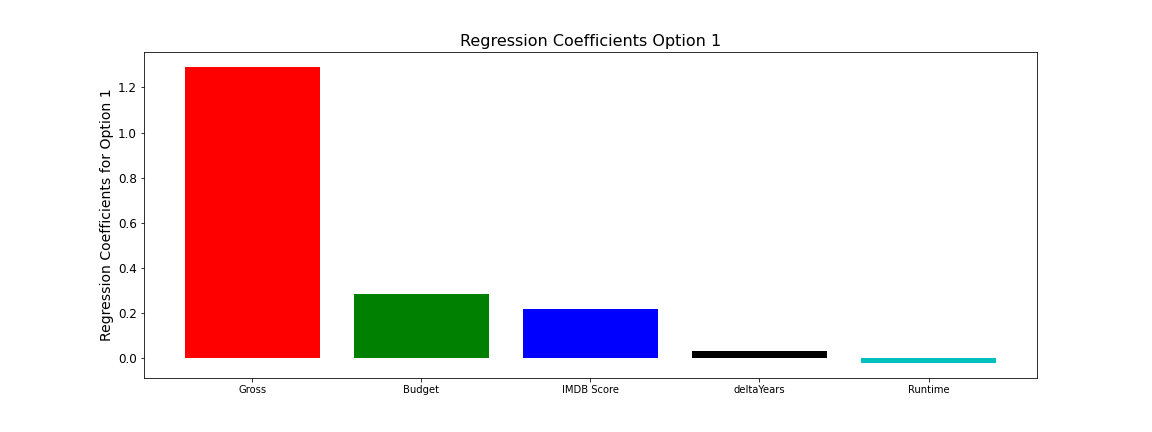 Regression Coefficients Option 1
Regression Coefficients for Option 1
1.2
1.0
0.8
0.6
0.4
0.2
0.0
Gross Budget IMDB Score deltaYears Runtime